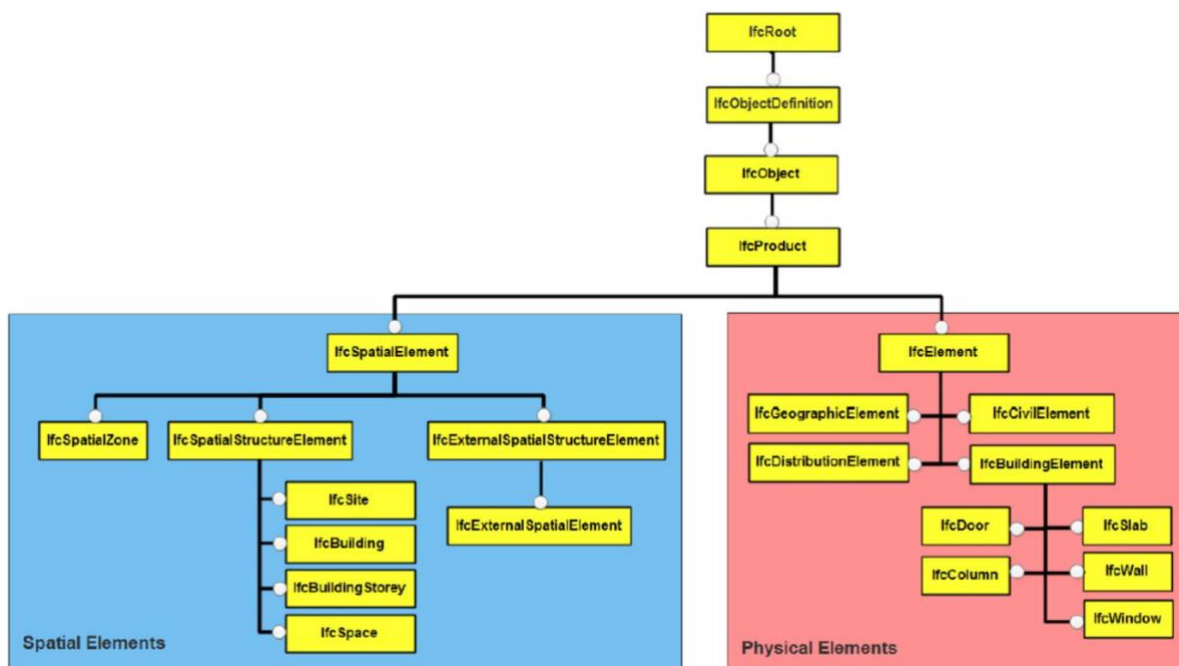 IfcRoot
IfcObjectDefinition
IfcObject
IfcProduct
IfcSpatialElement
IfcSpatialZone
IfcSpatialStructureElement
IfcExternalSpatialStructureElement
IfcSite
IfcBuilding
IfcBuildingStorey
IfcSpace
IfcExternalSpatialElement
Spatial Elements
IfcElement
IfcGeographicElement
IfcCivilElement
IfcDistributionElement
IfcBuildingElement
IfcDoor
IfcSlab
IfcColumn
IfcWall
IfcWindow
Physical Elements